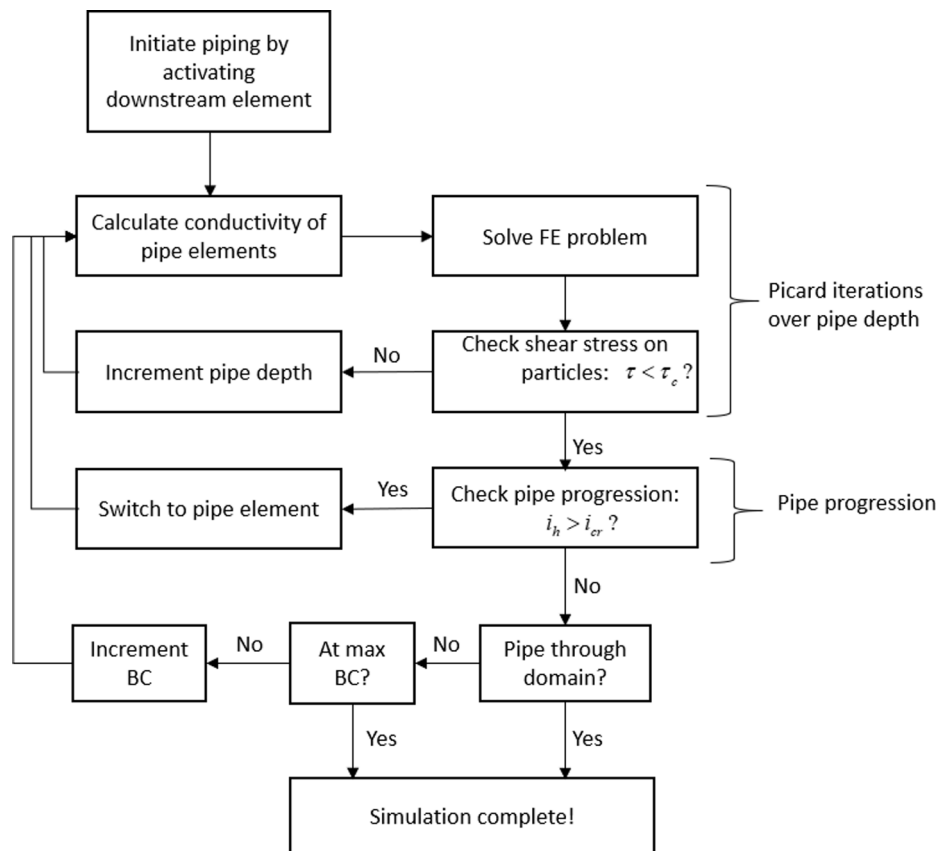 Initiate piping by
activating
downstream element
Calculate conductivity of
pipe elements
Solve FE problem
Picard iterations
over pipe depth
Increment pipe depth
No
Check shear stress on
particles: τ < τc ?
Yes
Switch to pipe element
Yes
Check pipe progression:
ih > icr ?
Pipe progression
No
Increment
BC
No
At max
BC?
No
Pipe through
domain?
Yes
Yes
Simulation complete!